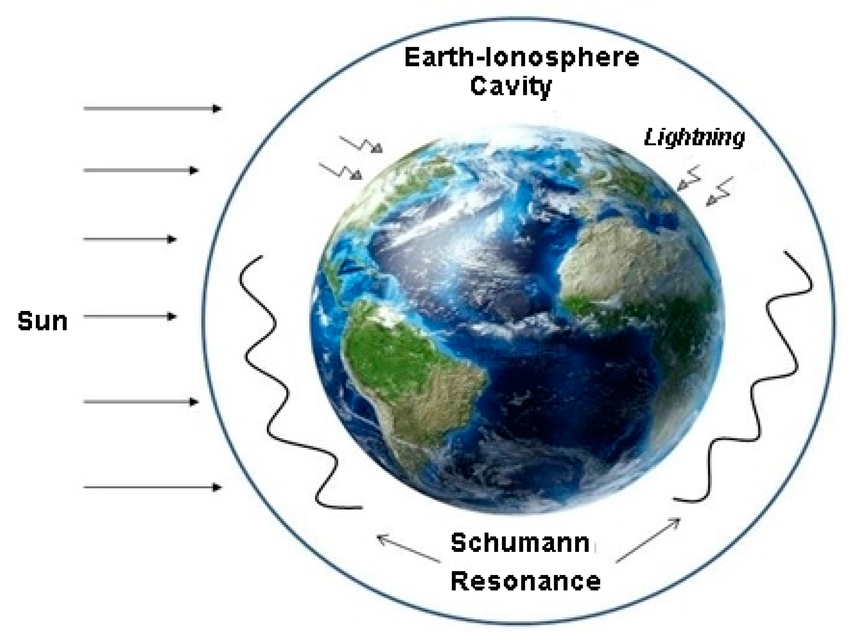 Earth-Ionosphere
Cavity
Lightning
Sun
Schumann
Resonance